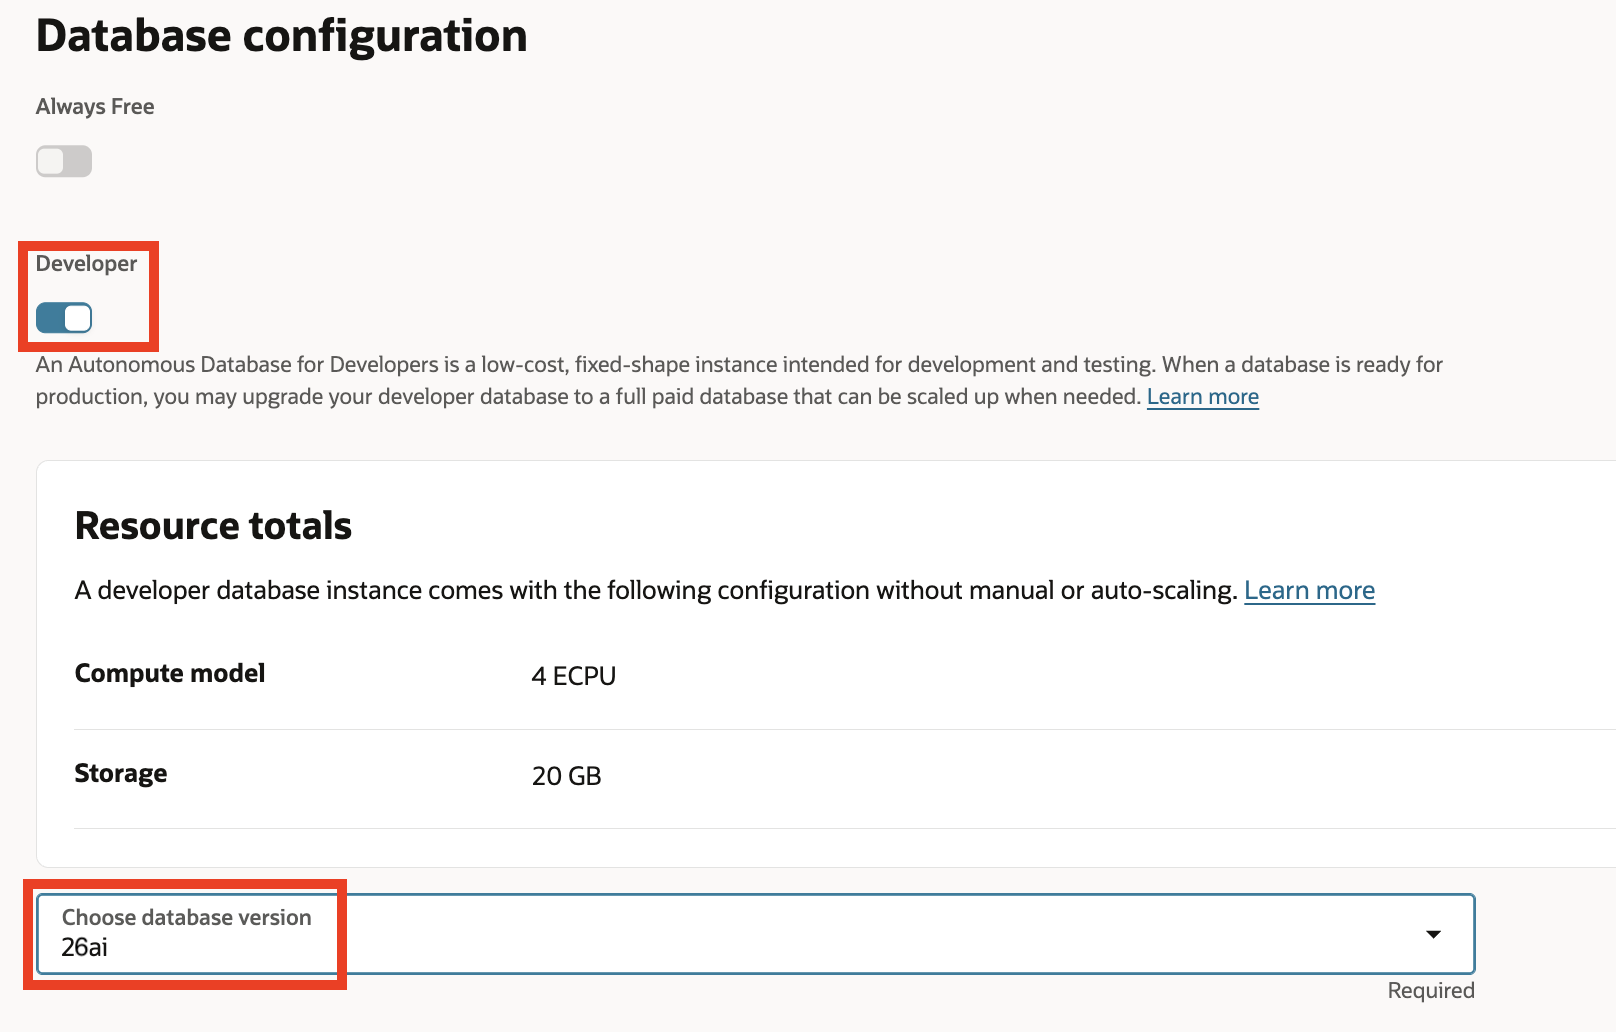 Database configuration
Always Free
Developer
An Autonomous Database for Developers is a low-cost, fixed-shape instance intended for development and testing. When a database is ready for
production, you may upgrade your developer database to a full paid database that can be scaled up when needed. Learn more
Resource totals
A developer database instance comes with the following configuration without manual or auto-scaling. Learn more
Compute model 4 ECPU
Storage 20 GB
Choose database version
26ai
Required